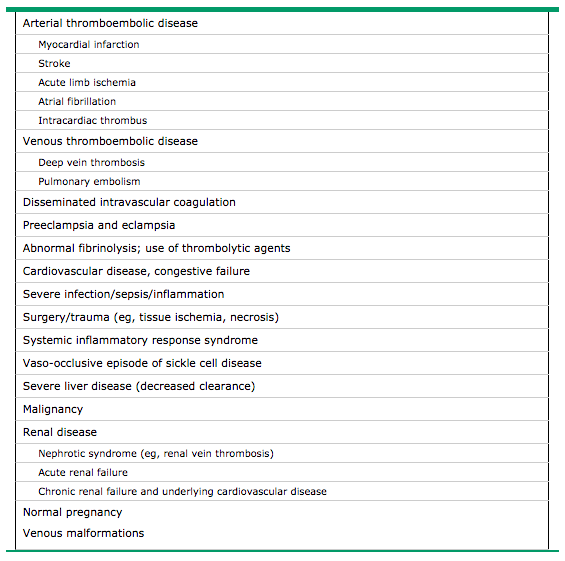 Arterial thromboembolic disease
Myocardial infarction
Stroke
Acute limb ischemia
Atrial fibrillation
Intracardiac thrombus
Venous thromboembolic disease
Deep vein thrombosis
Pulmonary embolism
Disseminated intravascular coagulation
Preeclampsia and eclampsia
Abnormal fibrinolysis; use of thrombolytic agents
Cardiovascular disease, congestive failure
Severe infection/sepsis/inflammation
Surgery/trauma (eg, tissue ischemia, necrosis)
Systemic inflammatory response syndrome
Vaso-occlusive episode of sickle cell disease
Severe liver disease (decreased clearance)
Malignancy
Renal disease
Nephrotic syndrome (eg, renal vein thrombosis)
Acute renal failure
Chronic renal failure and underlying cardiovascular disease
Normal pregnancy
Venous malformations